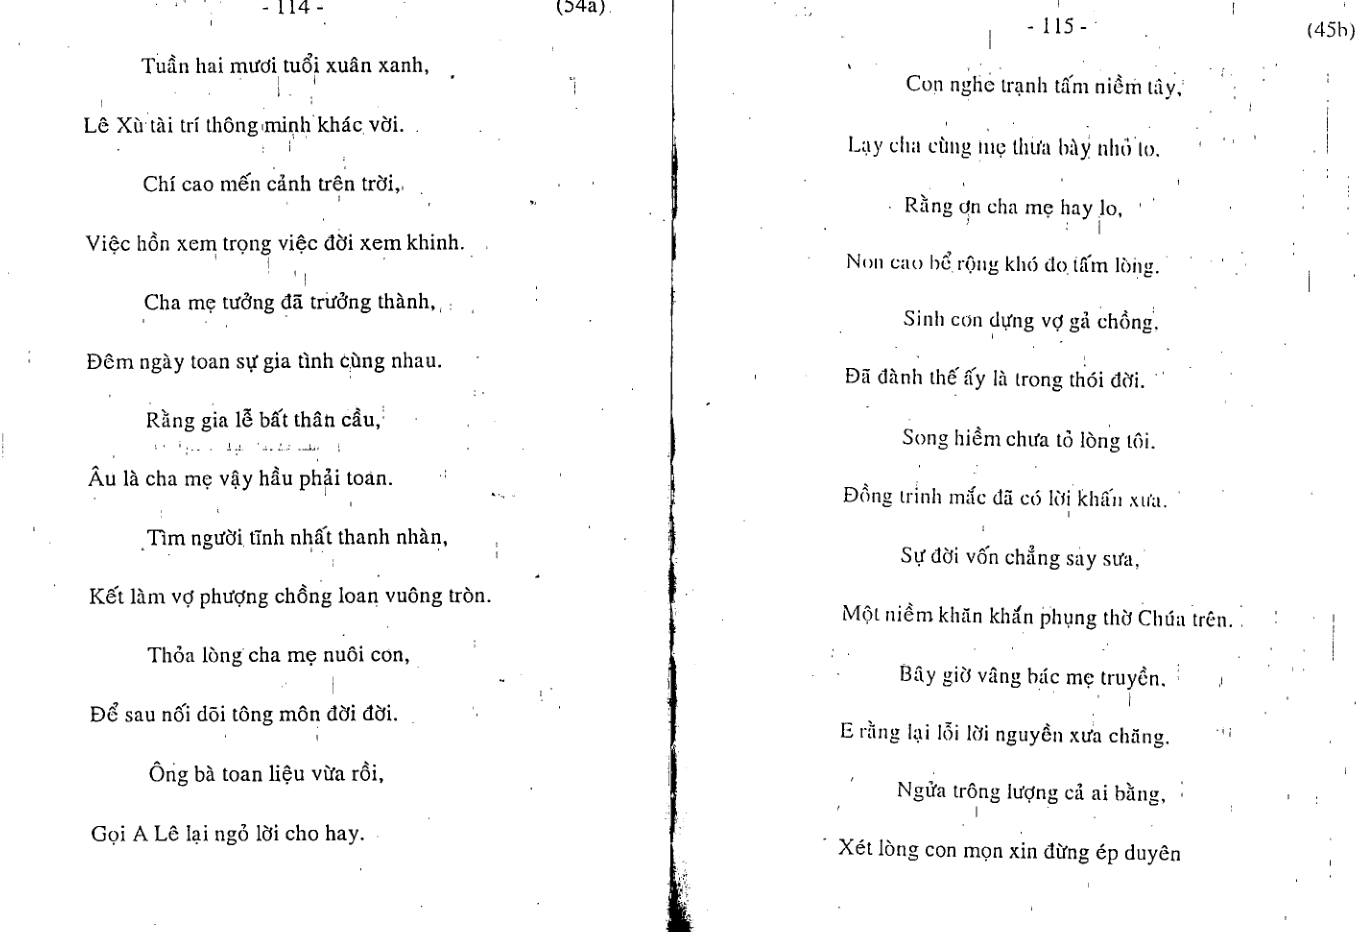 - 114 -
(54a)
Tuần hai mươi tuổi xuân xanh,
Lê Xù tài trí thông minh khác vời.
Chí cao mến cảnh trên trời,
Việc hồn xem trọng việc đời xem khinh.
Cha mẹ tưởng đã trưởng thành,
Đêm ngày toan sự gia tình cùng nhau.
Rằng gia lễ bất thân cầu,
Âu là cha mẹ vậy hầu phải toan.
Tìm người tĩnh nhất thanh nhàn,
Kết làm vợ phượng chồng loan vuông tròn.
Thỏa lòng cha mẹ nuôi con,
Để sau nối dõi tông môn đời đời.
Ông bà toan liệu vừa rồi,
Gọi A Lê lại ngỏ lời cho hay.
- 115 -
(45b)
Con nghe trạnh tấm niềm tây,
Lạy cha cùng mẹ thưa bày nhỏ to.
Rằng ơn cha mẹ hay lo,
Non cao bể rộng khó đo tấm lòng.
Sinh con dựng vợ gả chồng,
Đã đành thế ấy là trong thói đời.
Song hiềm chưa tỏ lòng tôi.
Đồng trinh mắc đã có lời khấn xưa.
Sự đời vốn chẳng say sưa,
Một niềm khăn khắn phụng thờ Chúa trên.
Bây giờ vâng bác mẹ truyền.
E rằng lại lỗi lời nguyền xưa chăng.
Ngửa trông lượng cả ai bằng,
Xét lòng con mọn xin đừng ép duyên